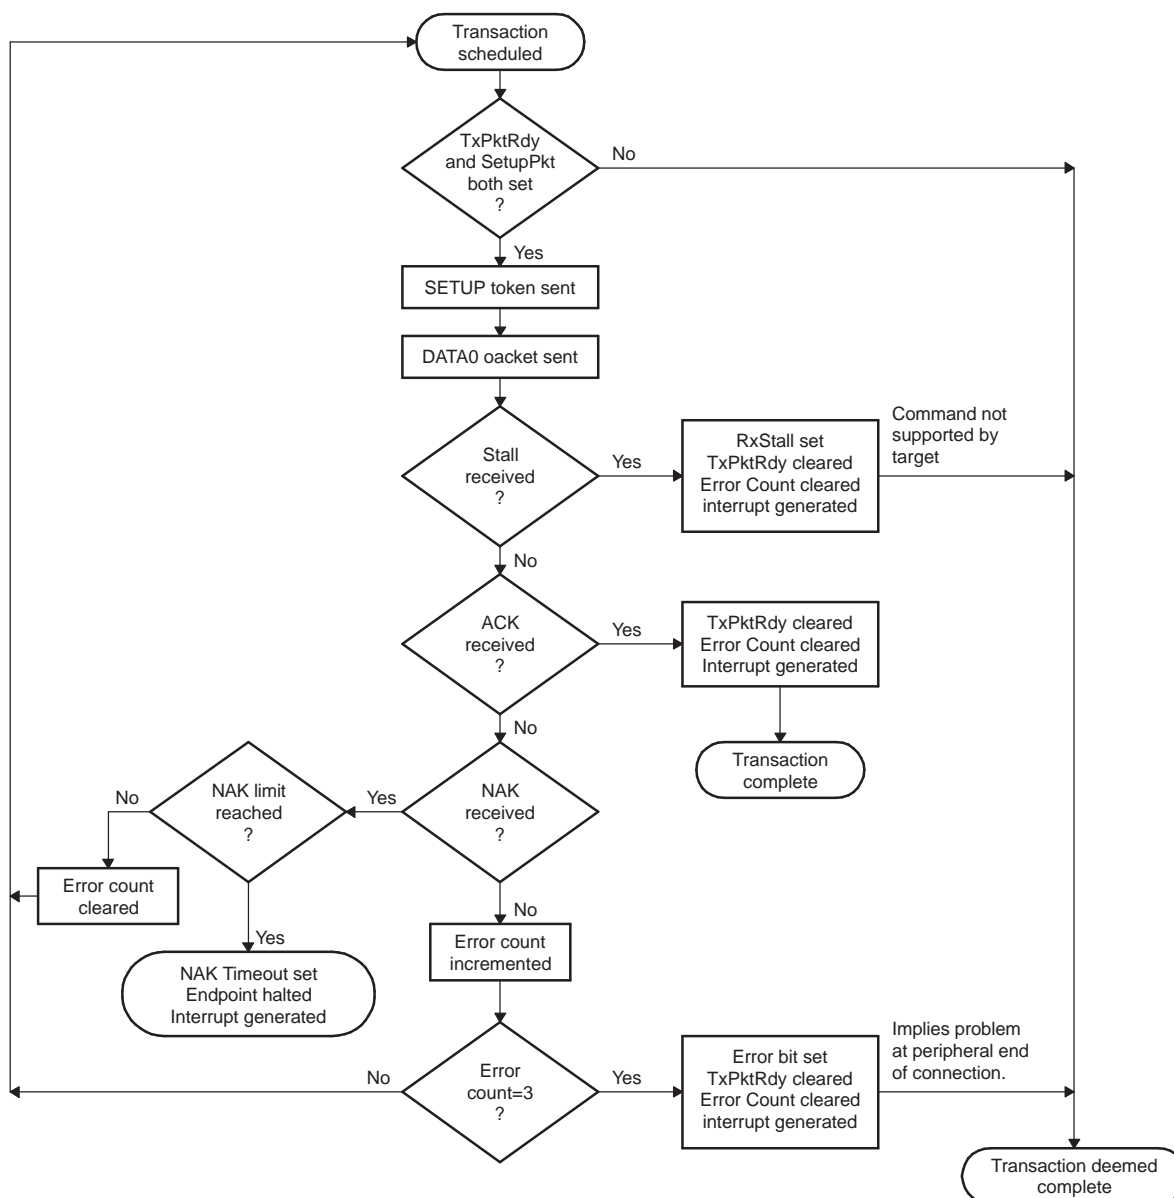 Transaction
scheduled
TxPktRdy
and SetupPkt
both set
?
No
Yes
SETUP token sent
DATA0 oacket sent
Stall
received
?
Yes
RxStall set
TxPktRdy cleared
Error Count cleared
interrupt generated
Command not
supported by
target
No
ACK
received
?
Yes
TxPktRdy cleared
Error Count cleared
Interrupt generated
No
Transaction
complete
NAK
received
?
Yes
NAK limit
reached
?
No
Error count
cleared
Yes
NAK Timeout set
Endpoint halted
Interrupt generated
No
Error count
incremented
Error
count=3
?
No
Yes
Error bit set
TxPktRdy cleared
Error Count cleared
interrupt generated
Implies problem
at peripheral end
of connection.
Transaction deemed
complete